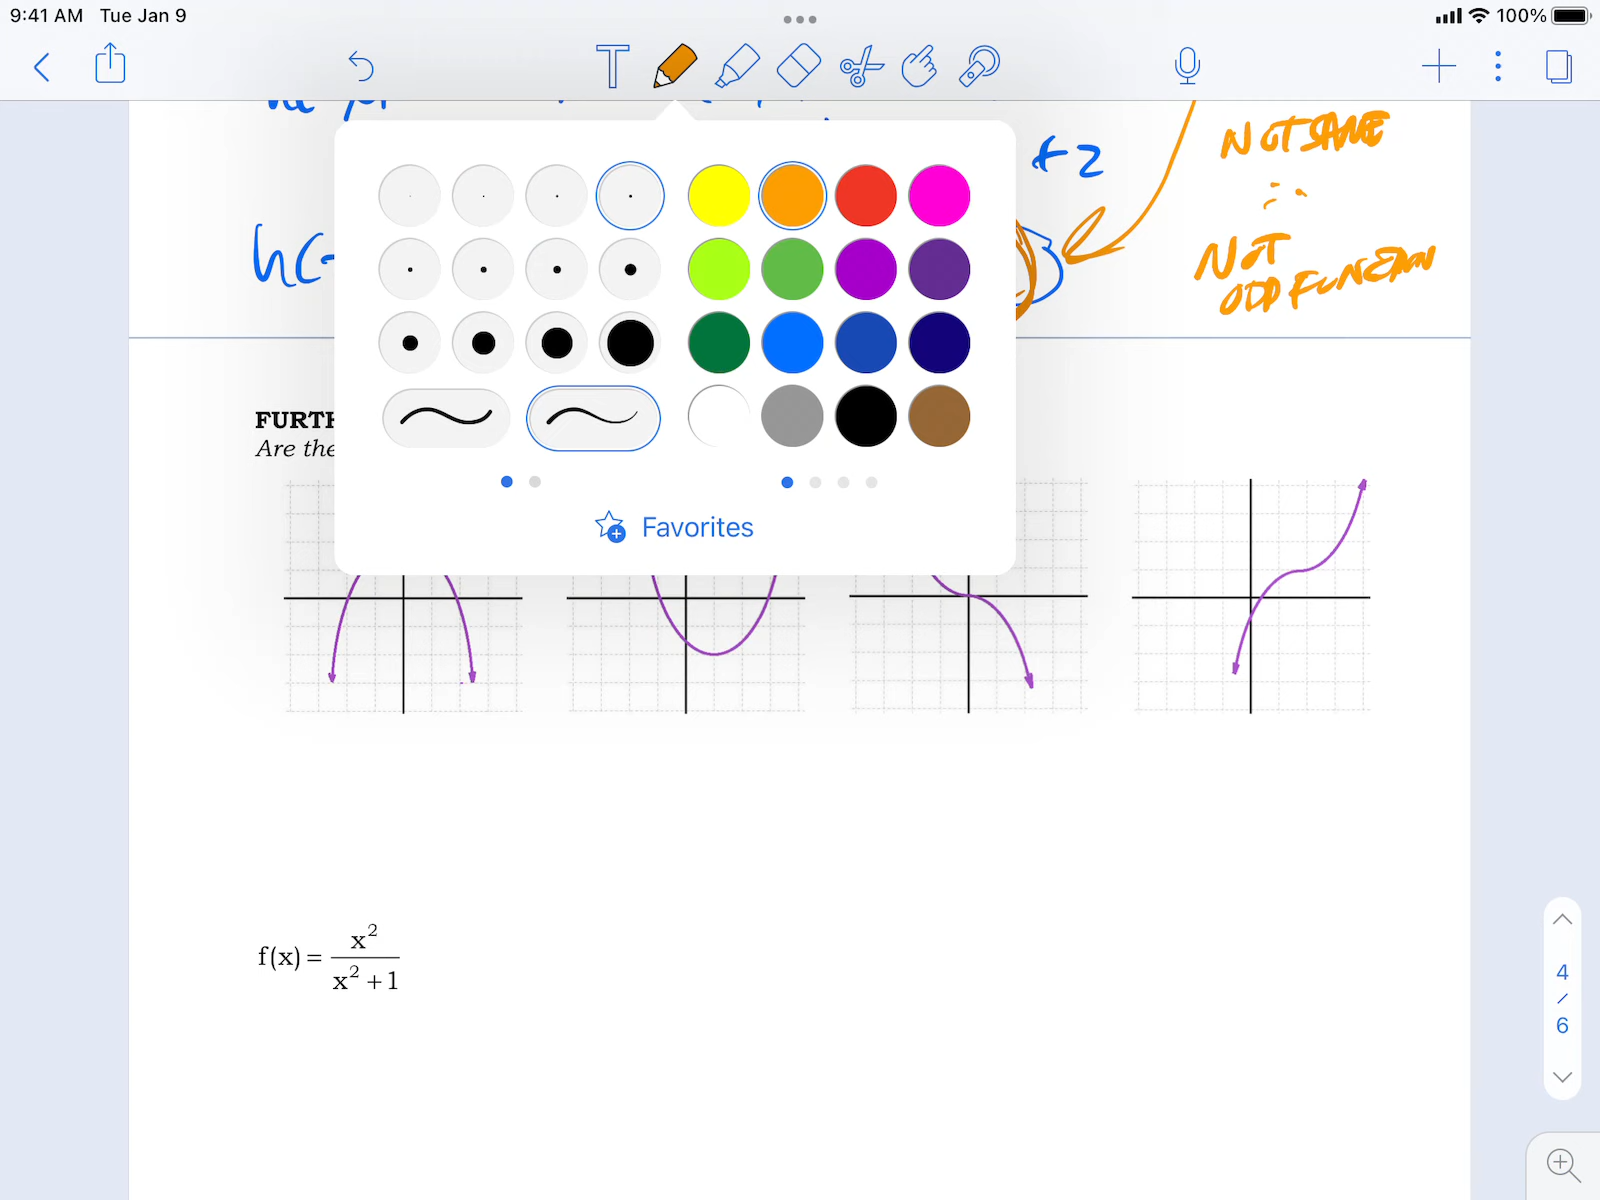 9:41 AM Tue Jan 9
100%
T
+2
NOT SAME
h(-
NOT
ODD FUNCTION
FURTH
Are the
Favorites
f(x) = x² / x² + 1
4
/
6